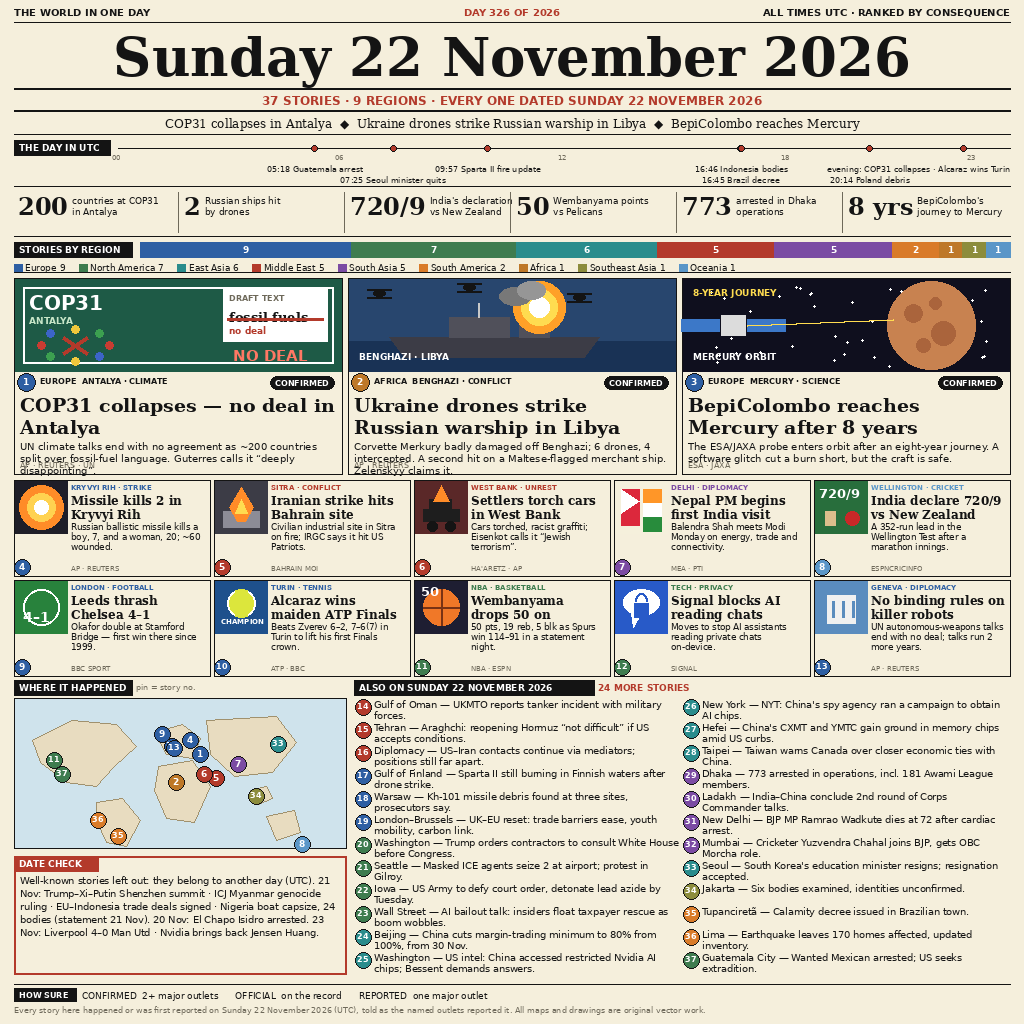 THE WORLD IN ONE DAY
DAY 326 OF 2026
ALL TIMES UTC · RANKED BY CONSEQUENCE
Sunday 22 November 2026
37 STORIES · 9 REGIONS · EVERY ONE DATED SUNDAY 22 NOVEMBER 2026
COP31 collapses in Antalya ◆ Ukraine drones strike Russian warship in Libya ◆ BepiColombo reaches Mercury
THE DAY IN UTC
00 06 12 18 23
05:18 Guatemala arrest
09:57 Sparta II fire update
16:46 Indonesia bodies
evening: COP31 collapses · Alcaraz wins Turin
07:25 Seoul minister quits
16:45 Brazil decree
20:14 Poland debris
200 countries at COP31
in Antalya
2 Russian ships hit
by drones
720/9 India's declaration
vs New Zealand
50 Wembanyama points
vs Pelicans
773 arrested in Dhaka
operations
8 yrs BepiColombo's
journey to Mercury
STORIES BY REGION
9 7 6 5 5 2 1 1 1
Europe 9 North America 7 East Asia 6 Middle East 5 South Asia 5 South America 2 Africa 1 Southeast Asia 1 Oceania 1
COP31
ANTALYA
DRAFT TEXT
fossil fuels
no deal
NO DEAL
1 EUROPE ANTALYA · CLIMATE
CONFIRMED
COP31 collapses — no deal in
Antalya
UN climate talks end with no agreement as ~200 countries
split over fossil-fuel language. Guterres calls it “deeply
disappointing”.
AP · REUTERS · UN
BENGHAZI · LIBYA
2 AFRICA BENGHAZI · CONFLICT
CONFIRMED
Ukraine drones strike
Russian warship in Libya
Corvette Merkury badly damaged off Benghazi; 6 drones, 4
intercepted. A second hit on a Maltese-flagged merchant ship.
Zelenskyy claims it.
AP · REUTERS
8-YEAR JOURNEY
MERCURY ORBIT
3 EUROPE MERCURY · SCIENCE
CONFIRMED
BepiColombo reaches
Mercury after 8 years
The ESA/JAXA probe enters orbit after an eight-year journey. A
software glitch cut a burn short, but the craft is safe.
ESA · JAXA
KRYVYI RIH · STRIKE
Missile kills 2 in
Kryvyi Rih
Russian ballistic missile kills a
boy, 7, and a woman, 20; ~60
wounded.
4 AP · REUTERS
SITRA · CONFLICT
Iranian strike hits
Bahrain site
Civilian industrial site in Sitra
on fire; IRGC says it hit US
Patriots.
5 BAHRAIN MOI
WEST BANK · UNREST
Settlers torch cars
in West Bank
Cars torched, racist graffiti;
Eisenkot calls it “Jewish
terrorism”.
6 HA'ARETZ · AP
DELHI · DIPLOMACY
Nepal PM begins
first India visit
Balendra Shah meets Modi
Monday on energy, trade and
connectivity.
7 MEA · PTI
720/9
WELLINGTON · CRICKET
India declare 720/9
vs New Zealand
A 352-run lead in the
Wellington Test after a
marathon innings.
8 ESPNCRICINFO
4-1
LONDON · FOOTBALL
Leeds thrash
Chelsea 4-1
Okafor double at Stamford
Bridge — first win there since
1999.
9 BBC SPORT
CHAMPION
TURIN · TENNIS
Alcaraz wins
maiden ATP Finals
Beats Zverev 6–2, 7–6(7) in
Turin to lift his first Finals
Crown.
10 ATP · BBC
50
NBA · BASKETBALL
Wembanyama
drops 50 on
50 pts, 19 reb, 5 blk as Spurs
win 114–91 in a statement
night.
11 NBA · ESPN
TECH · PRIVACY
Signal blocks AI
reading chats
Moves to stop AI assistants
reading private chats
on-device.
12 SIGNAL
GENEVA · DIPLOMACY
No binding rules on
killer robots
UN autonomous-weapons talks
end with no deal; talks run 2
more yrs.
13 AP · REUTERS
WHERE IT HAPPENED pin = story no.
9 4 13 1 33 11 37 7 6 5 2 34 36 35 8
DATE CHECK
Well-known stories left out: they belong to another day (UTC). 21
Nov: Trump–Xi–Putin Shenzhen summit · ICJ Myanmar genocide
ruling · EU–Indonesia trade deals signed · Nigeria boat capsize, 24
bodies (statement 21 Nov). 20 Nov: El Chapo Isidro arrested. 23
Nov: Liverpool 4–0 Man Utd · Nvidia brings back Jensen Huang.
ALSO ON SUNDAY 22 NOVEMBER 2026 24 MORE STORIES
14 Gulf of Oman — UKMTO reports tanker incident with military
forces.
15 Tehran — Araghchi: reopening Hormuz “not difficult” if US
accepts conditions.
16 Diplomacy — US–Iran contacts continue via mediators;
positions still far apart.
17 Gulf of Finland — Sparta II still burning in Finnish waters after
drone strike.
18 Warsaw — Kh-101 missile debris found at three sites,
prosecutors say.
19 London–Brussels — UK–EU reset: trade barriers ease, youth
mobility, carbon link.
20 Washington — Trump orders contractors to consult White House
before Congress.
21 Seattle — Masked ICE agents seize 2 at airport; protest in
Gilroy.
22 Iowa — US Army to defy court order, detonate lead azide by
Tuesday.
23 Wall Street — AI bailout talk: insiders float taxpayer rescue as
boom wobbles.
24 Beijing — China cuts margin-trading minimum to 80% from
100%, from 30 Nov.
25 Washington — US intel: China accessed restricted Nvidia AI
chips; Bessent demands answers.
26 New York — NYT: China's spy agency ran a campaign to obtain
AI chips.
27 Hefei — China's CXMT and YMTC gain ground in memory chips
amid US curbs.
28 Taipei — Taiwan warns Canada over closer economic ties with
China.
29 Dhaka — 773 arrested in operations, incl. 181 Awami League
members.
30 Ladakh — India–China conclude 2nd round of Corps
Commander talks.
31 New Delhi — BJP MP Ramrao Wadkute dies at 72 after cardiac
arrest.
32 Mumbai — Cricketer Yuzvendra Chahal joins BJP, gets OBC
Morcha role.
33 Seoul — South Korea's education minister resigns; resignation
accepted.
34 Jakarta — Six bodies examined, identities unconfirmed.
35 Tupanciretã — Calamity decree issued in Brazilian town.
36 Lima — Earthquake leaves 170 homes affected, updated
inventory.
37 Guatemala City — Wanted Mexican arrested; US seeks
extradition.
HOW SURE CONFIRMED 2+ major outlets OFFICIAL on the record REPORTED one major outlet
Every story here happened or was first reported on Sunday 22 November 2026 (UTC), told as the named outlets reported it. All maps and drawings are original vector work.